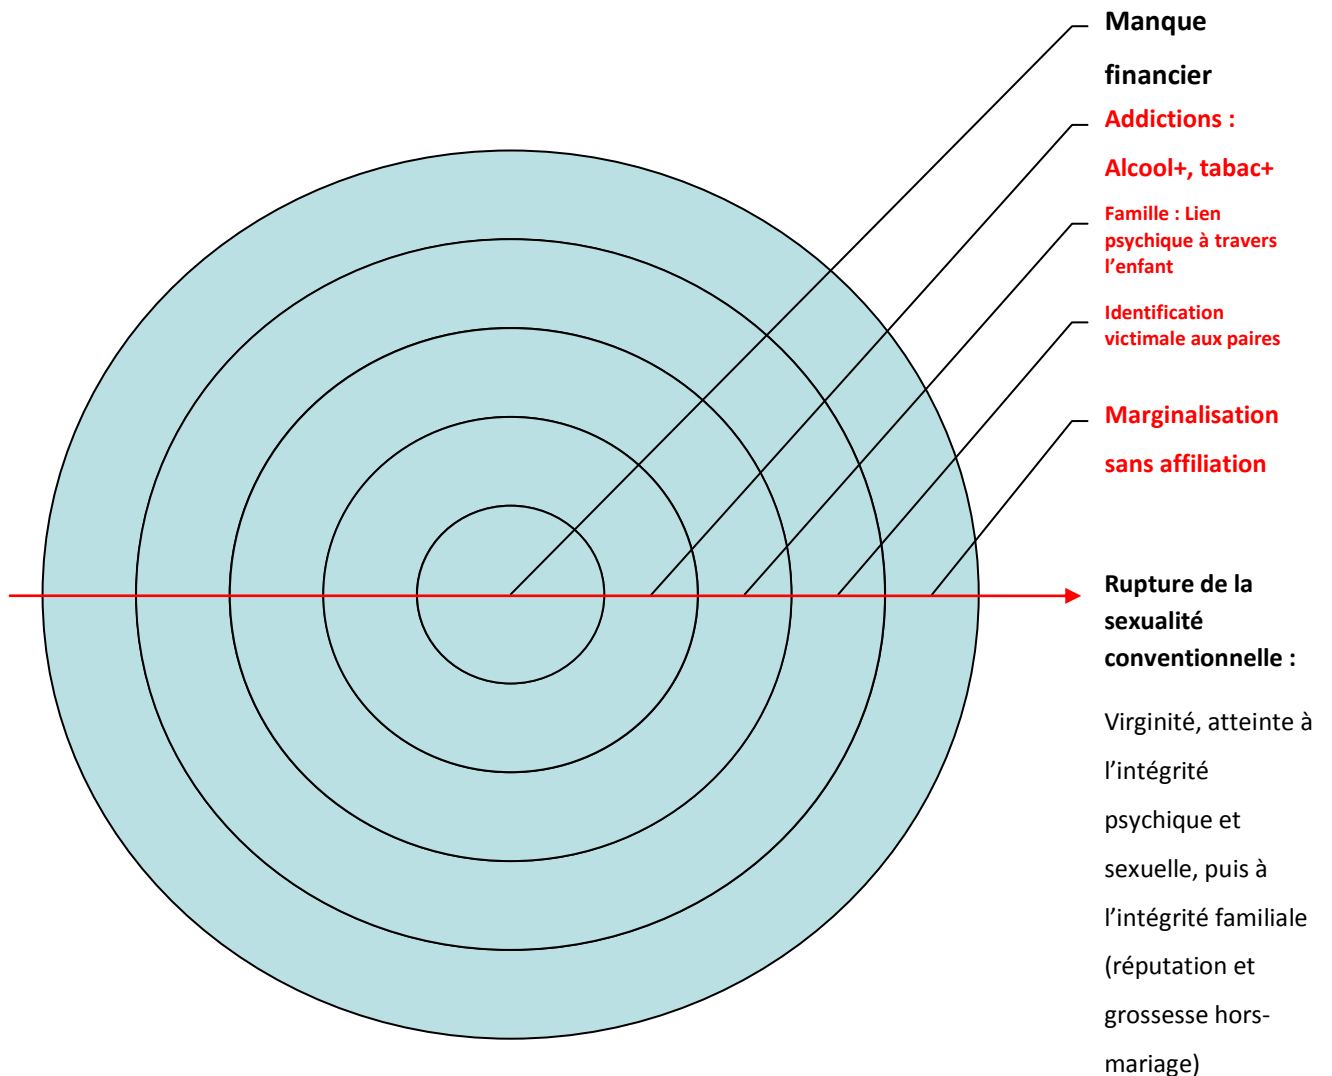 Manque
financier
Addictions :
Alcool+, tabac+
Famille : Lien
psychique à travers
l’enfant
Identification
victimale aux paires
Marginalisation
sans affiliation
Rupture de la
sexualité
conventionnelle :
Virginité, atteinte à
l’intégrité
psychique et
sexuelle, puis à
l’intégrité familiale
(réputation et
grossesse hors-
mariage)